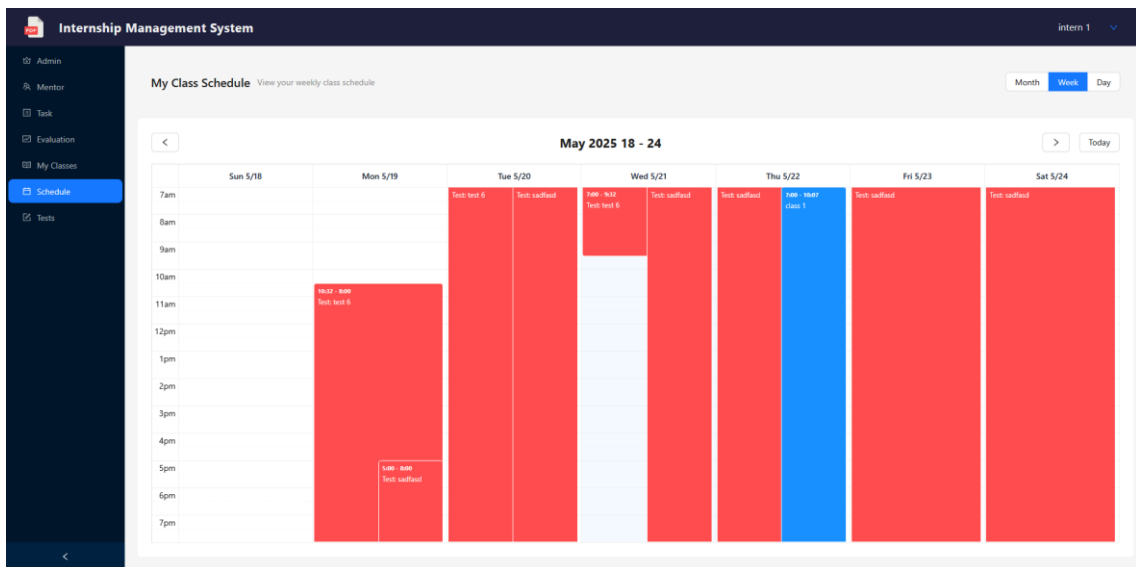 PDF
Internship Management System
intern 1
Admin
Mentor
Task
Evaluation
My Classes
Schedule
Tests
My Class Schedule View your weekly class schedule
Month Week Day
May 2025 18 - 24
Today
Sun 5/18 Mon 5/19 Tue 5/20 Wed 5/21 Thu 5/22 Fri 5/23 Sat 5/24
7am
8am
9am
10am
11am
12pm
1pm
2pm
3pm
4pm
5pm
6pm
7pm
10:32 - 8:00
Test: test 6
5:00 - 8:00
Test: sadfasd
Test: test 6
Test: sadfasd
7:00 - 9:32
Test: test 6
Test: sadfasd
Test: sadfasd
7:00 - 10:07
class 1
Test: sadfasd
Test: sadfasd